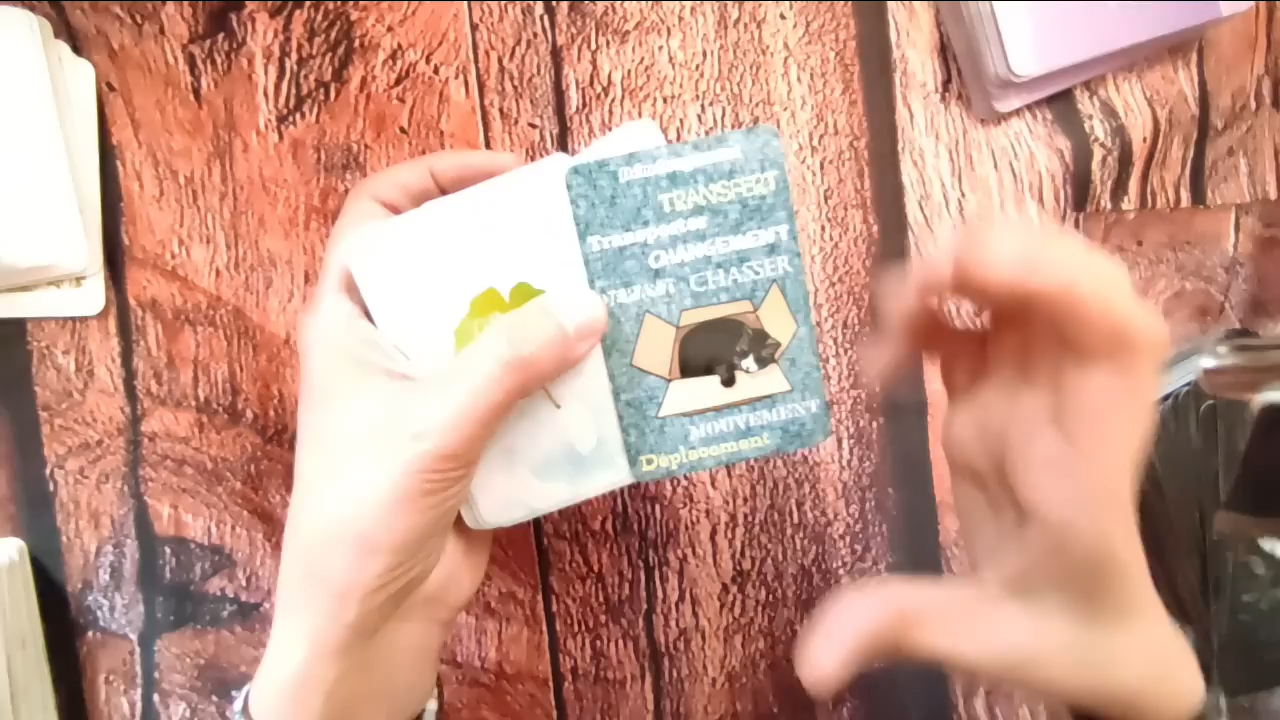 TRANSFERT
Transporter
CHANGEMENT
CHASSER
MOUVEMENT
Déplacement